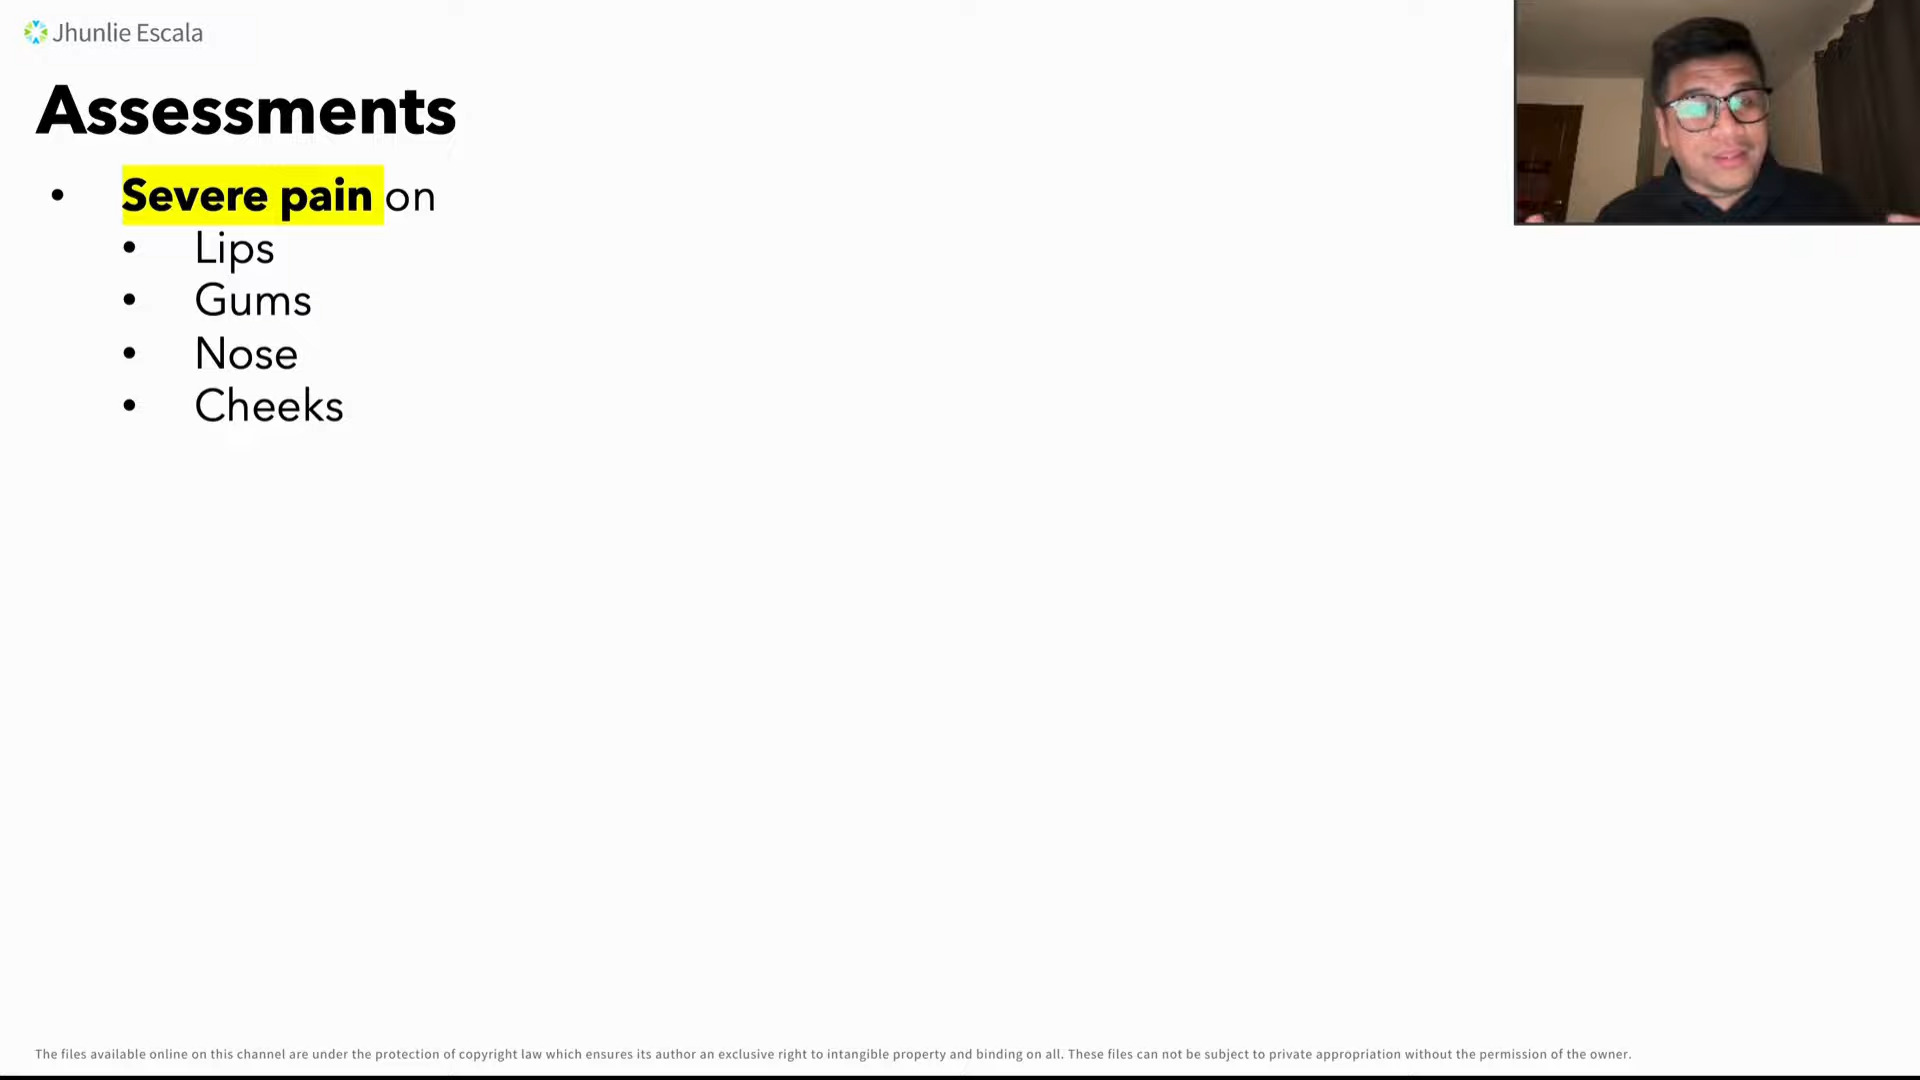 Jhunlie Escala
Assessments
• Severe pain on
• Lips
• Gums
• Nose
• Cheeks
The files available online on this channel are under the protection of copyright law which ensures its author an exclusive right to intangible property and binding on all. These files can not be subject to private appropriation without the permission of the owner.